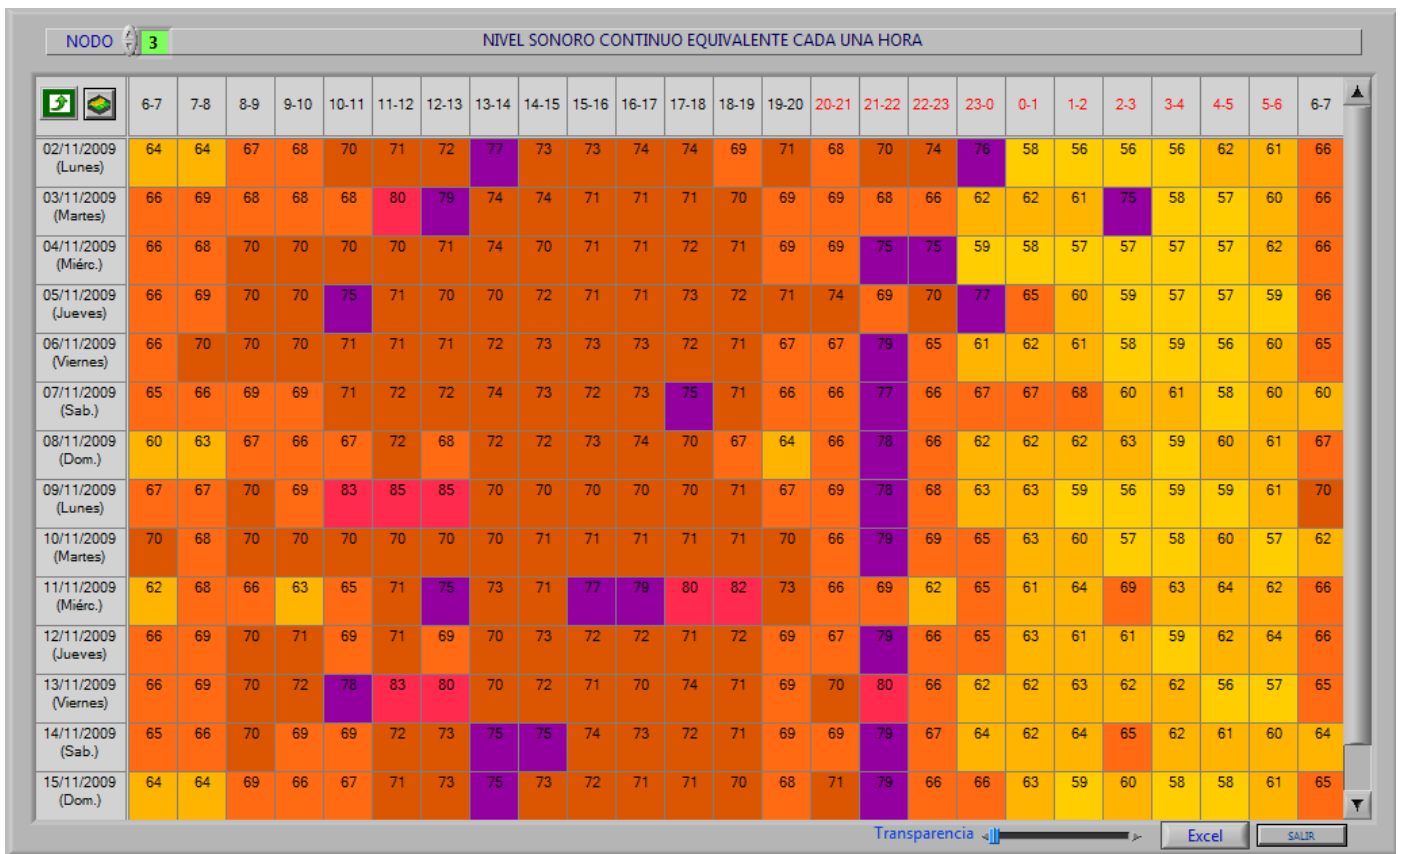 NODO 3 NIVEL SONORO CONTINUO EQUIVALENTE CADA UNA HORA
6-7 7-8 8-9 9-10 10-11 11-12 12-13 13-14 14-15 15-16 16-17 17-18 18-19 19-20 20-21 21-22 22-23 23-0 0-1 1-2 2-3 3-4 4-5 5-6 6-7
02/11/2009 64 64 67 68 70 71 72 77 73 73 74 74 69 71 68 70 74 76 58 56 56 56 62 61 66
(Lunes)
03/11/2009 66 69 68 68 68 80 79 74 74 71 71 71 70 69 69 68 66 62 62 61 75 58 57 60 66
(Martes)
04/11/2009 66 68 70 70 70 70 71 74 70 71 71 72 71 69 69 75 75 59 58 57 57 57 57 62 66
(Miérc.)
05/11/2009 66 69 70 70 75 71 70 70 72 71 71 73 72 71 74 69 70 77 65 60 59 57 57 59 66
(Jueves)
06/11/2009 66 70 70 70 71 71 71 72 73 73 73 72 71 67 67 79 65 61 62 61 58 59 56 60 65
(Viernes)
07/11/2009 65 66 69 69 71 72 72 74 73 72 73 75 71 66 66 77 66 67 67 68 60 61 58 60 60
(Sab.)
08/11/2009 60 63 67 66 67 72 68 72 72 73 74 70 67 64 66 78 66 62 62 62 63 59 60 61 67
(Dom.)
09/11/2009 67 67 70 69 83 85 85 70 70 70 70 70 71 67 69 78 68 63 63 59 56 59 59 61 70
(Lunes)
10/11/2009 70 68 70 70 70 70 70 70 71 71 71 71 71 70 66 79 69 65 63 60 57 58 60 57 62
(Martes)
11/11/2009 62 68 66 63 65 71 75 73 71 77 79 80 82 73 66 69 62 65 61 64 69 63 64 62 66
(Miérc.)
12/11/2009 66 69 70 71 69 71 69 70 73 72 72 71 72 69 67 79 66 65 63 61 61 59 62 64 66
(Jueves)
13/11/2009 66 69 70 72 78 83 80 70 72 71 70 74 71 69 70 80 66 62 62 63 62 62 56 57 65
(Viernes)
14/11/2009 65 66 70 69 69 72 73 75 75 74 73 72 71 69 69 79 67 64 62 64 65 62 61 60 64
(Sab.)
15/11/2009 64 64 69 66 67 71 73 75 73 72 71 71 70 68 71 79 66 66 63 59 60 58 58 61 65
(Dom.)
Transparencia Excel SALIR